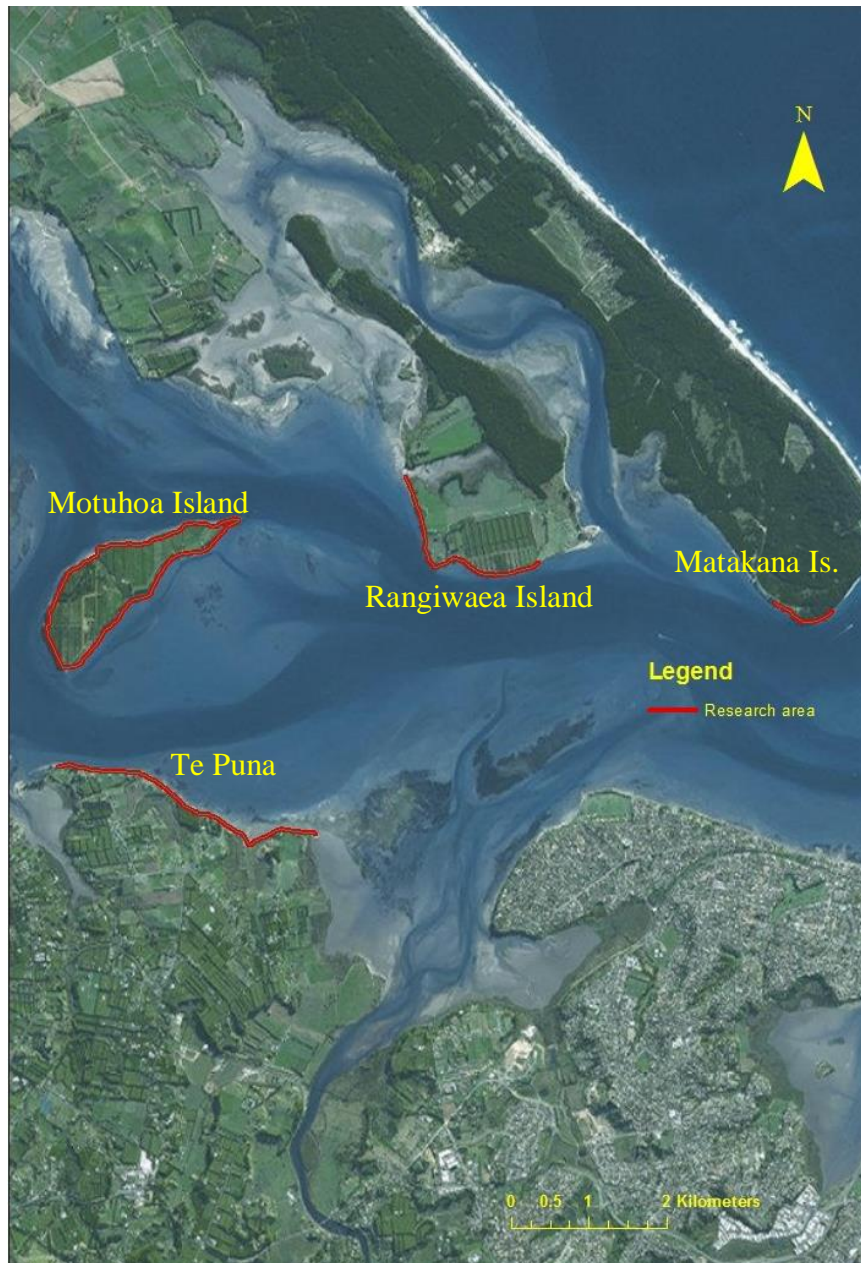 N
Motuhoa Island
Matakana Is.
Rangiwaea Island
Legend
Research area
Te Puna
0 0.5 1 2 Kilometers